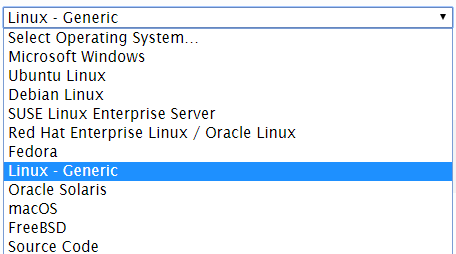 Linux - Generic
Select Operating System...
Microsoft Windows
Ubuntu Linux
Debian Linux
SUSE Linux Enterprise Server
Red Hat Enterprise Linux / Oracle Linux
Fedora
Linux - Generic
Oracle Solaris
macOS
FreeBSD
Source Code